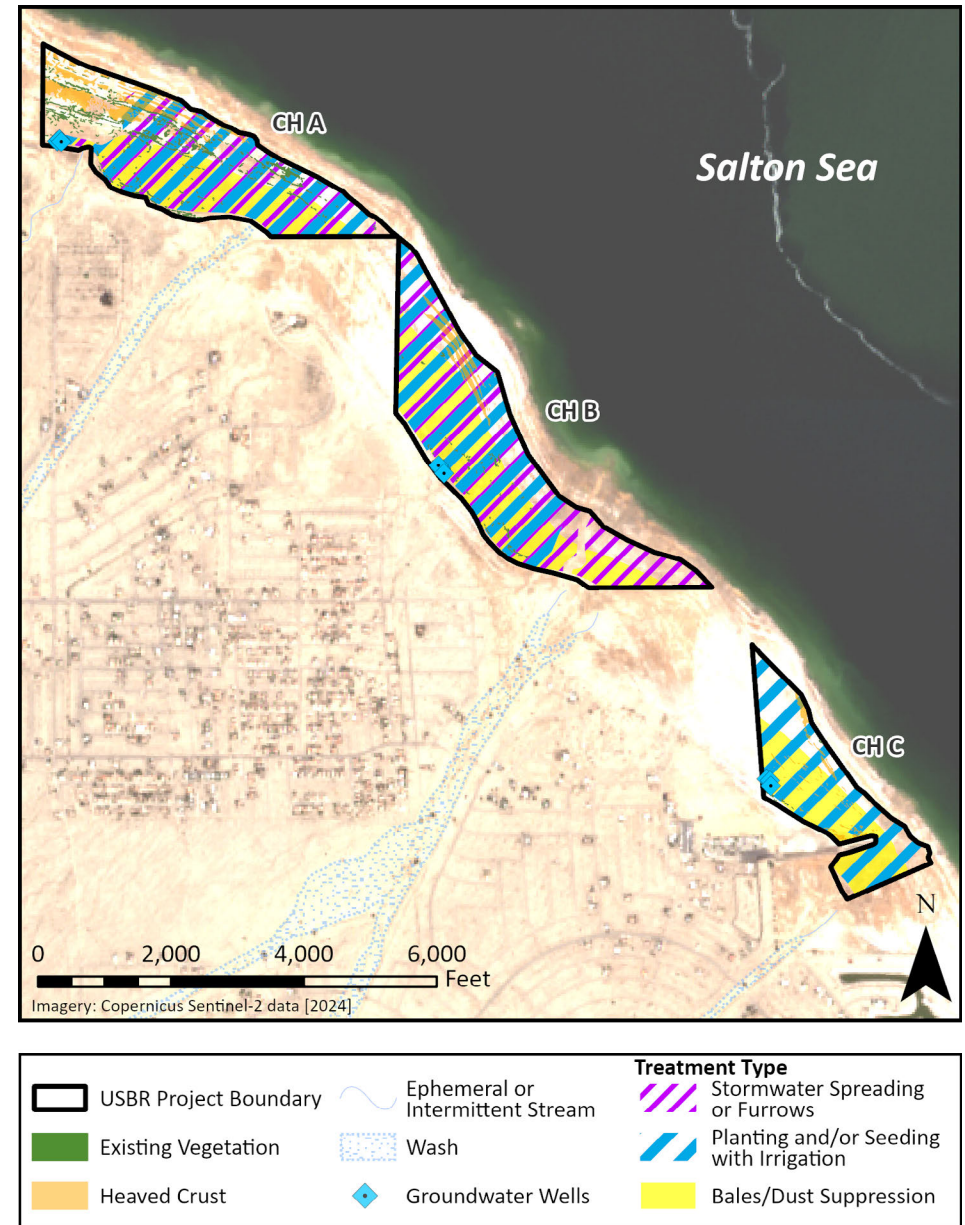 CH A
Salton Sea
CH B
CH C
N
0 2,000 4,000 6,000
Feet
Imagery: Copernicus Sentinel-2 data [2024]
USBR Project Boundary
Existing Vegetation
Heaved Crust
Ephemeral or
Intermittent Stream
Wash
Groundwater Wells
Treatment Type
Stormwater Spreading
or Furrows
Planting and/or Seeding
with Irrigation
Bales/Dust Suppression